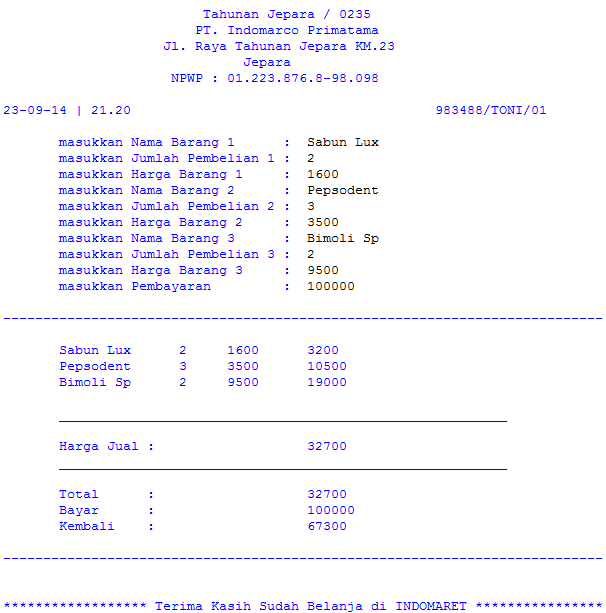 Tahunan Jepara / 0235
PT. Indomarco Primatama
Jl. Raya Tahunan Jepara KM.23
Jepara
NPWP : 01.223.876.8-98.098
23-09-14 | 21.20 983488/TONI/01
masukkan Nama Barang 1 : Sabun Lux
masukkan Jumlah Pembelian 1 : 2
masukkan Harga Barang 1 : 1600
masukkan Nama Barang 2 : Pepsodent
masukkan Jumlah Pembelian 2 : 3
masukkan Harga Barang 2 : 3500
masukkan Nama Barang 3 : Bimoli Sp
masukkan Jumlah Pembelian 3 : 2
masukkan Harga Barang 3 : 9500
masukkan Pembayaran : 100000
---------------------------------------------------------------------------
Sabun Lux 2 1600 3200
Pepsodent 3 3500 10500
Bimoli Sp 2 9500 19000
________________________________________________________
Harga Jual : 32700
________________________________________________________
Total : 32700
Bayar : 100000
Kembali : 67300
---------------------------------------------------------------------------
****************** Terima Kasih Sudah Belanja di INDOMARET ****************